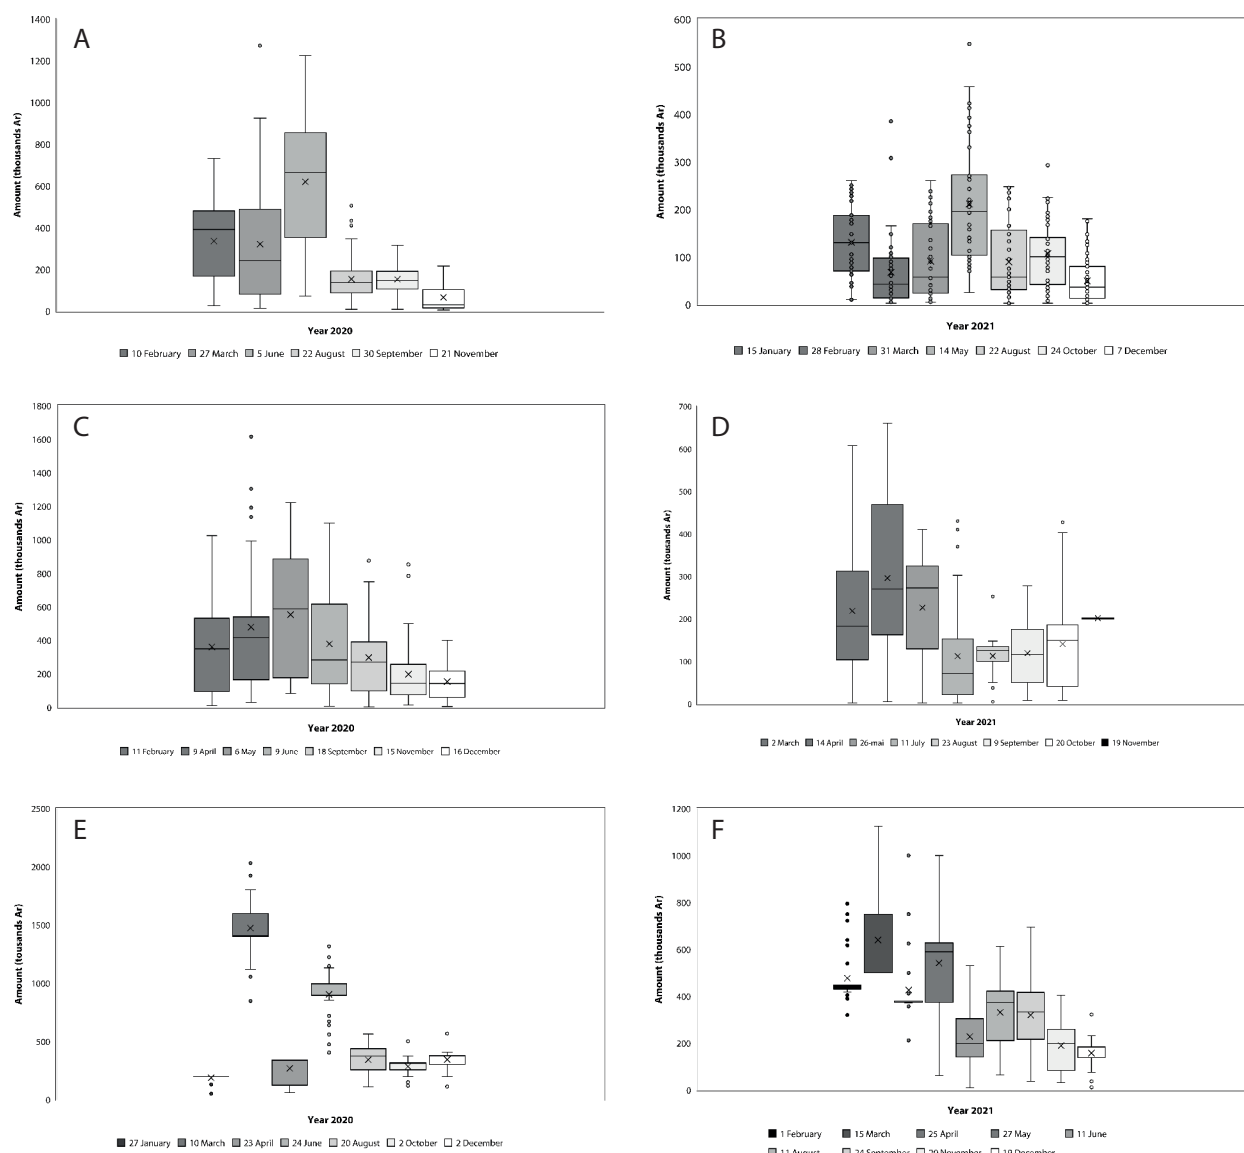 A
Amount (thousands Ar)
1400
1200
1000
800
600
400
200
0
Year 2020
10 February 27 March 5 June 22 August 30 September 21 November
B
Amount (thousands Ar)
600
500
400
300
200
100
0
Year 2021
15 January 28 February 31 March 14 May 22 August 24 October 7 December
C
Amount (thousands Ar)
1800
1600
1400
1200
1000
800
600
400
200
0
Year 2020
11 February 9 April 6 May 9 June 18 September 15 November 16 December
D
Amount (tousands Ar)
700
600
500
400
300
200
100
0
Year 2021
2 March 14 April 26-mai 11 July 23 August 9 September 20 October 19 November
E
Amount (tousands Ar)
2500
2000
1500
1000
500
0
Year 2020
27 January 10 March 23 April 24 June 20 August 2 October 2 December
F
Amount (thousands Ar)
1200
1000
800
600
400
200
0
Year 2021
1 February 15 March 25 April 27 May 11 June
11 August 24 September 20 November 19 December